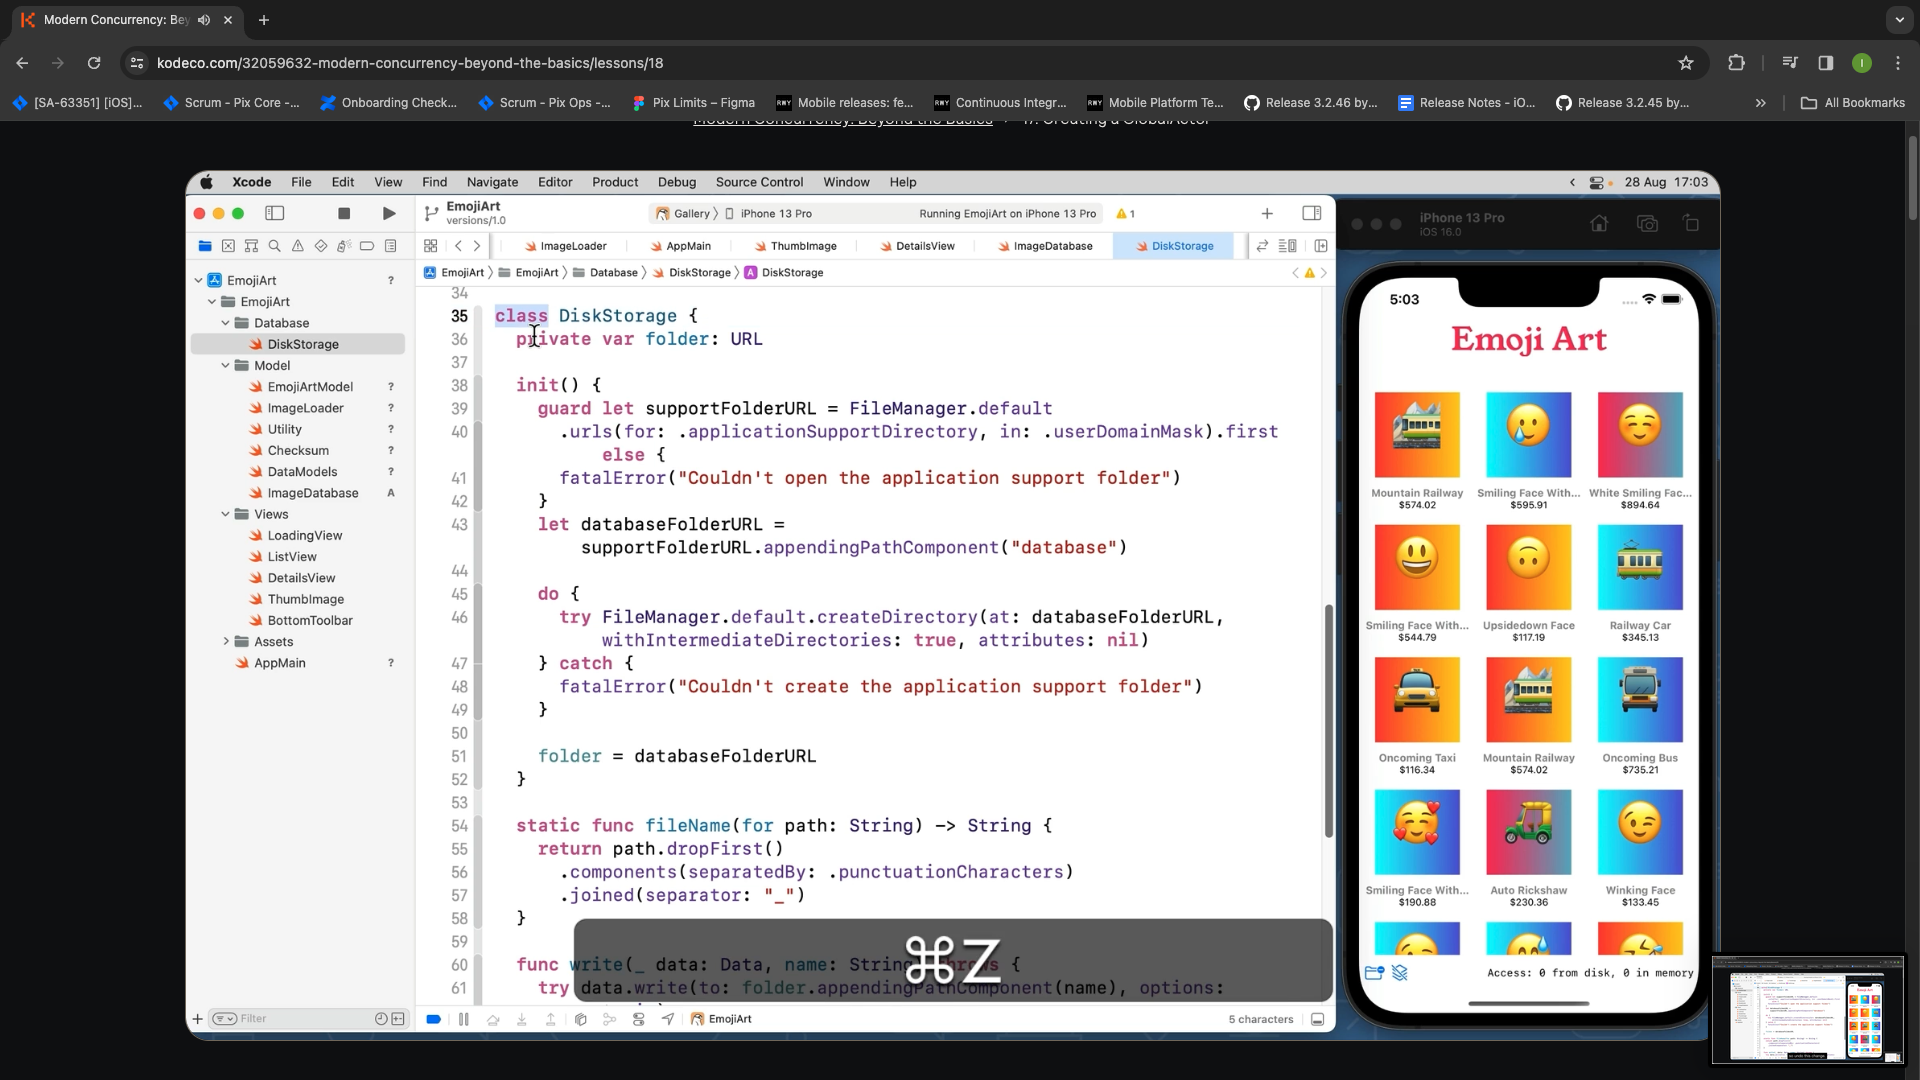 Modern Concurrency: Bey
kodeco.com/32059632-modern-concurrency-beyond-the-basics/lessons/18
I
[SA-63351] [iOS]...
Scrum - Pix Core -...
Onboarding Check...
Scrum - Pix Ops -...
Pix Limits – Figma
RWY Mobile releases: fe...
RWY Continuous Integr...
RWY Mobile Platform Te...
Release 3.2.46 by...
Release Notes - iO...
Release 3.2.45 by...
All Bookmarks
Modern Concurrency: Beyond the Basics 17. Creating a GlobalActor
Xcode File Edit View Find Navigate Editor Product Debug Source Control Window Help
28 Aug 17:03
EmojiArt
versions/1.0
Gallery iPhone 13 Pro
Running EmojiArt on iPhone 13 Pro
1
iPhone 13 Pro
iOS 16.0
ImageLoader AppMain ThumbImage DetailsView ImageDatabase DiskStorage
EmojiArt EmojiArt Database DiskStorage A DiskStorage
EmojiArt ?
EmojiArt
Database
DiskStorage
Model
EmojiArtModel ?
ImageLoader ?
Utility ?
Checksum ?
DataModels ?
ImageDatabase A
Views
LoadingView
ListView
DetailsView
ThumbImage
BottomToolbar
Assets
AppMain ?
Filter
34
35 class DiskStorage {
36 private var folder: URL
37
38 init() {
39 guard let supportFolderURL = FileManager.default
40 .urls(for: .applicationSupportDirectory, in: .userDomainMask).first
else {
41 fatalError("Couldn't open the application support folder")
42 }
43 let databaseFolderURL =
supportFolderURL.appendingPathComponent("database")
44
45 do {
46 try FileManager.default.createDirectory(at: databaseFolderURL,
withIntermediateDirectories: true, attributes: nil)
47 } catch {
48 fatalError("Couldn't create the application support folder")
49 }
50
51 folder = databaseFolderURL
52 }
53
54 static func fileName(for path: String) -> String {
55 return path.dropFirst()
56 .components(separatedBy: .punctuationCharacters)
57 .joined(separator: "_")
58 }
59
60 func write(_ data: Data, name: String) throws {
61 try data.write(to: folder.appendingPathComponent(name), options:
⌘Z
EmojiArt
5 characters
5:03
Emoji Art
Mountain Railway
$574.02
Smiling Face With...
$595.91
White Smiling Fac...
$894.64
Smiling Face With...
$544.79
Upsidedown Face
$117.19
Railway Car
$345.13
Oncoming Taxi
$116.34
Mountain Railway
$574.02
Oncoming Bus
$735.21
Smiling Face With...
$190.88
Auto Rickshaw
$230.36
Winking Face
$133.45
Access: 0 from disk, 0 in memory